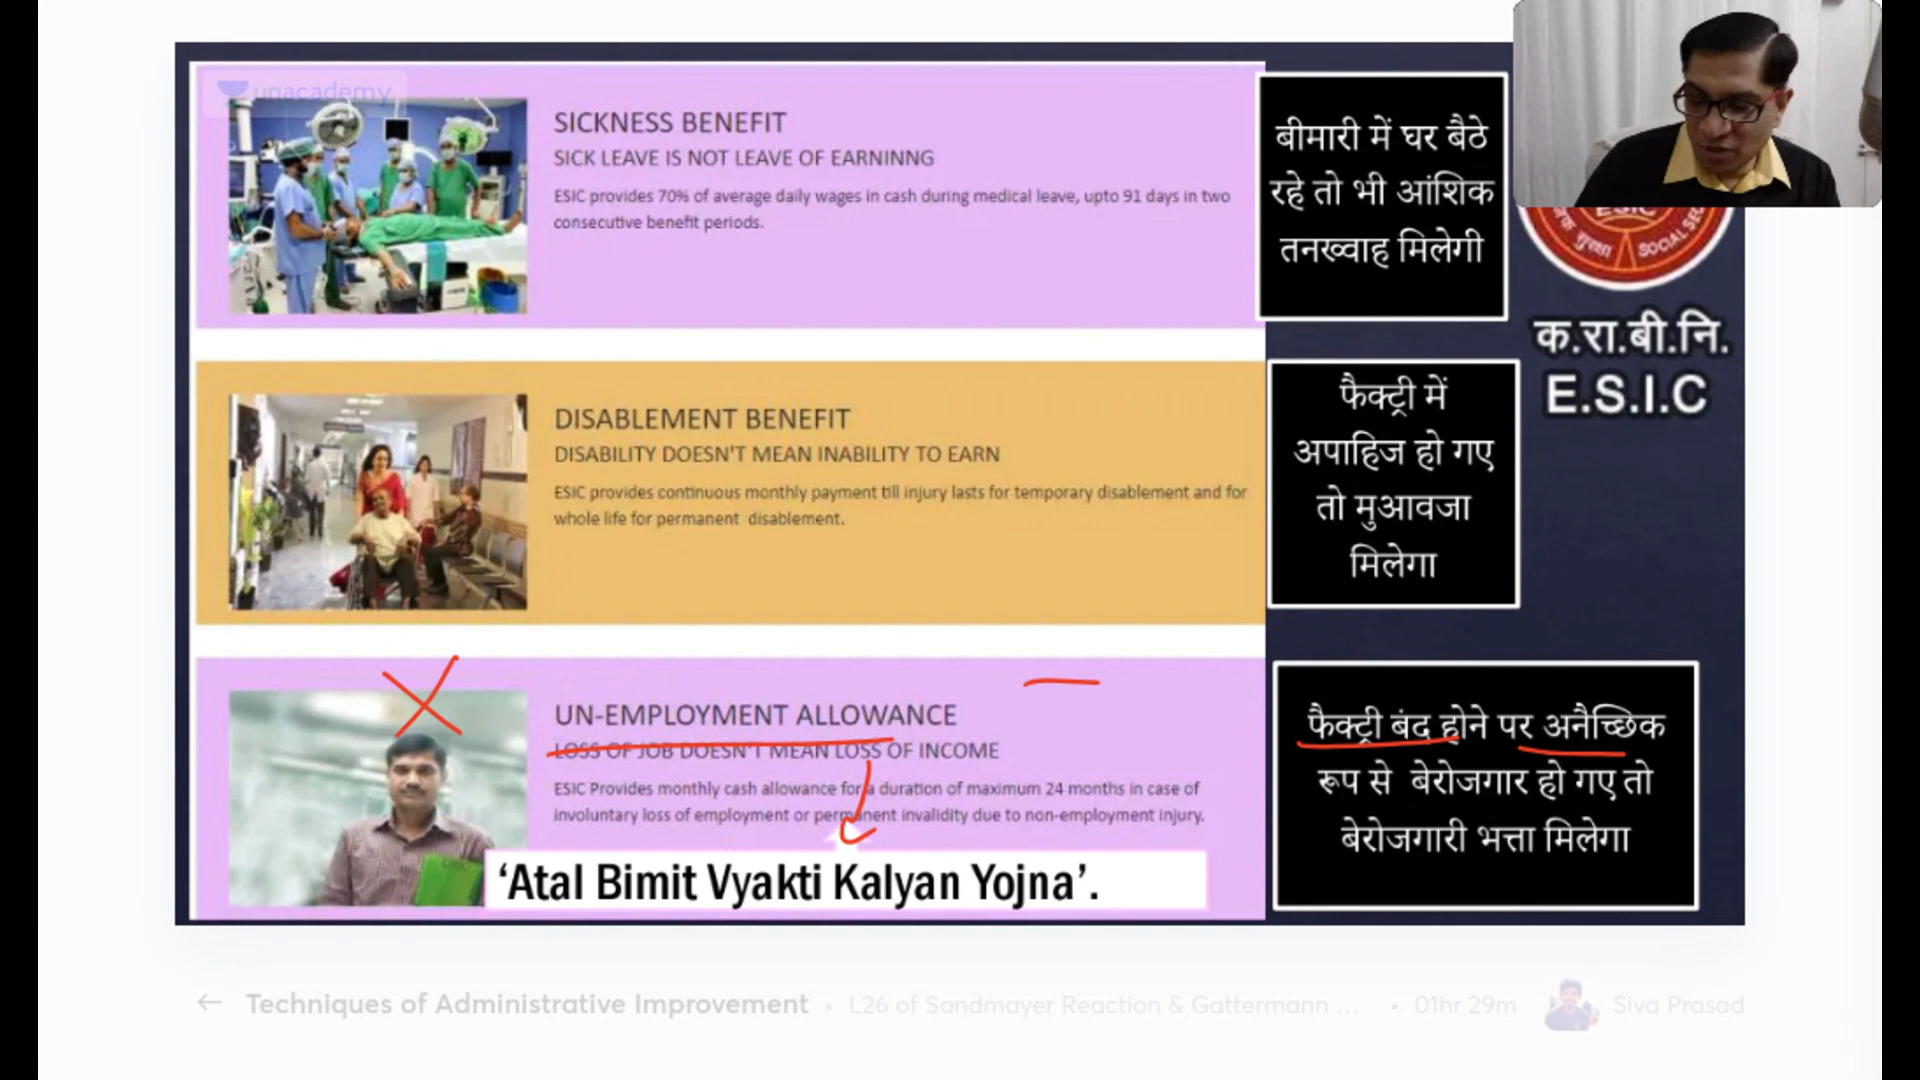 unacademy
SICKNESS BENEFIT
SICK LEAVE IS NOT LEAVE OF EARNINNG
ESIC provides 70% of average daily wages in cash during medical leave, upto 91 days in two
consecutive benefit periods.
बीमारी में घर बैठे
रहे तो भी आंशिक
तनख्वाह मिलेगी
ESIC
सुरक्षा
SOCIAL SEC
क.रा.बी.नि.
E.S.I.C
DISABLEMENT BENEFIT
DISABILITY DOESN'T MEAN INABILITY TO EARN
ESIC provides continuous monthly payment till injury lasts for temporary disablement and for
whole life for permanent disablement.
फैक्ट्री में
अपाहिज हो गए
तो मुआवजा
मिलेगा
UN-EMPLOYMENT ALLOWANCE
LOSS OF JOB DOESN'T MEAN LOSS OF INCOME
ESIC Provides monthly cash allowance for a duration of maximum 24 months in case of
involuntary loss of employment or permanent invalidity due to non-employment injury.
‘Atal Bimit Vyakti Kalyan Yojna’.
फैक्ट्री बंद होने पर अनैच्छिक
रूप से बेरोजगार हो गए तो
बेरोजगारी भत्ता मिलेगा
← Techniques of Administrative Improvement • L26 of Sandmayer Reaction & Gattermann ... • 01hr 29m Siva Prasad